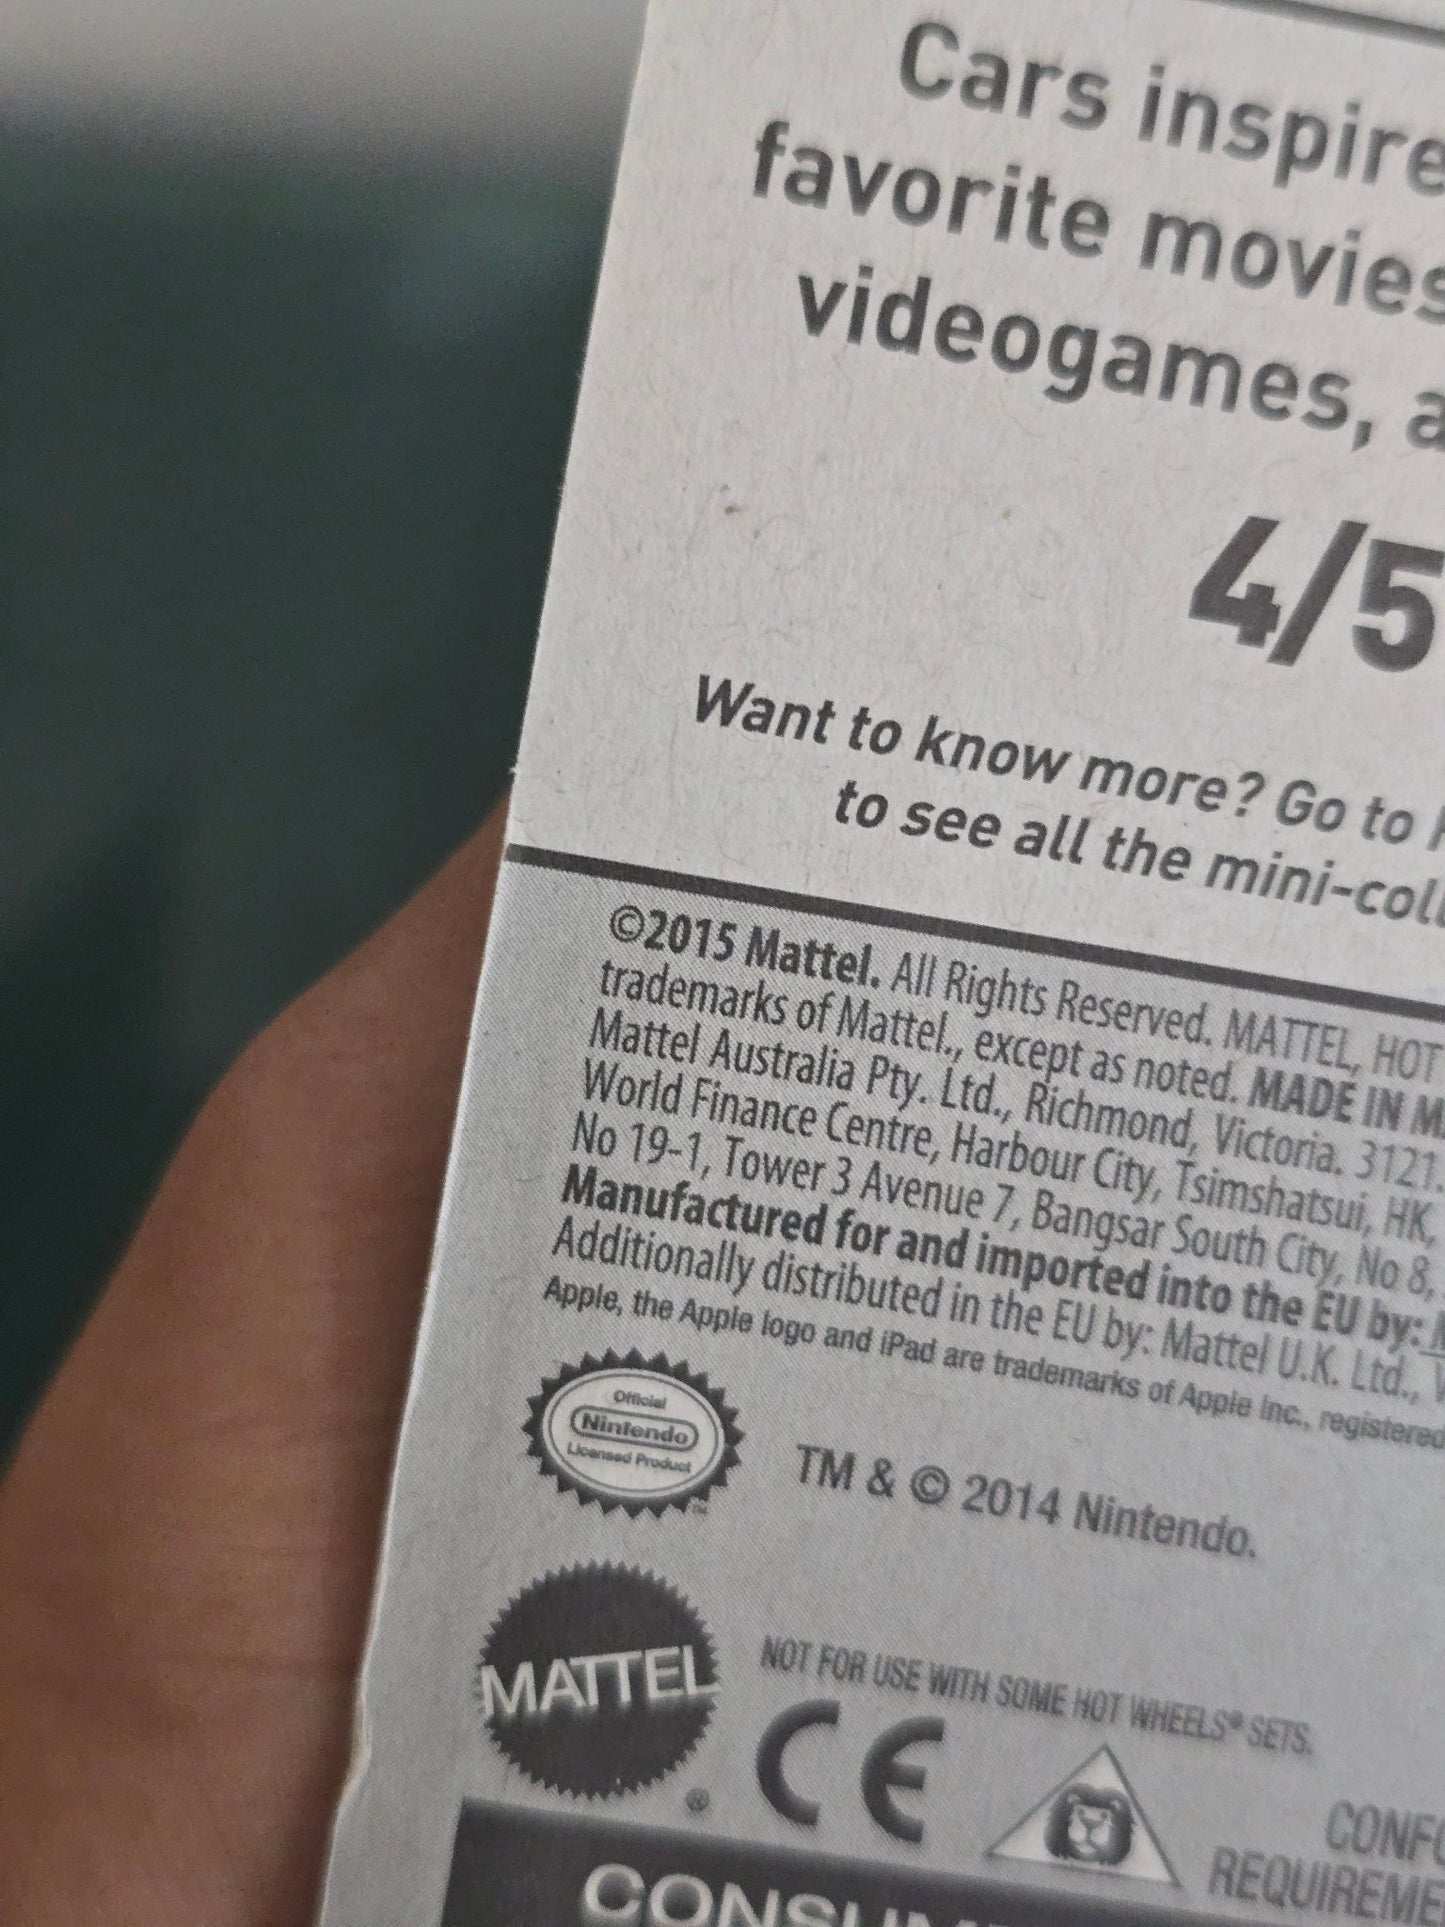 Cars inspire
favorite movies
videogames, a
4/5
Want to know more? Go to
to see all the mini-coll
©2015 Mattel. All Rights Reserved. MATTEL, HOT
trademarks of Mattel., except as noted. MADE IN MA
Mattel Australia Pty. Ltd., Richmond, Victoria. 3121.
World Finance Centre, Harbour City, Tsimshatsui, HK,
No 19-1, Tower 3 Avenue 7, Bangsar South City, No 8,
Manufactured for and imported into the EU by:
Additionally distributed in the EU by: Mattel U.K. Ltd., V
Apple, the Apple logo and iPad are trademarks of Apple Inc., registered
Official
Nintendo
Licensed Product
TM
TM & © 2014 Nintendo.
MATTEL
®
NOT FOR USE WITH SOME HOT WHEELS® SETS.
CE
CONFO
REQUIREME
CONSUM